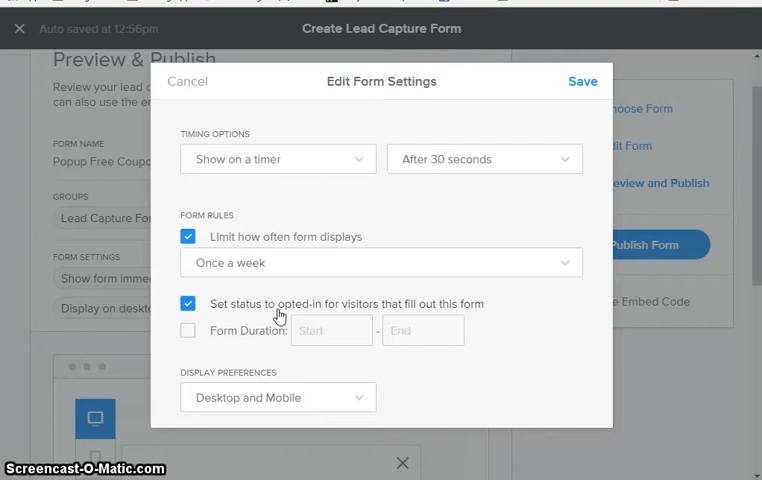 Auto saved at 12:56pm
Create Lead Capture Form
Preview & Publish
Review your lead c
can also use the e
FORM NAME
Popup Free Coupo
GROUPS
Lead Capture For
FORM SETTINGS
Show form imme
Display on deskto
Cancel
Edit Form Settings
Save
TIMING OPTIONS
Show on a timer
After 30 seconds
FORM RULES
Limit how often form displays
Once a week
Set status to opted-in for visitors that fill out this form
Form Duration:
Start
-
End
DISPLAY PREFERENCES
Desktop and Mobile
oose Form
dit Form
eview and Publish
Publish Form
e Embed Code
Screencast-O-Matic.com